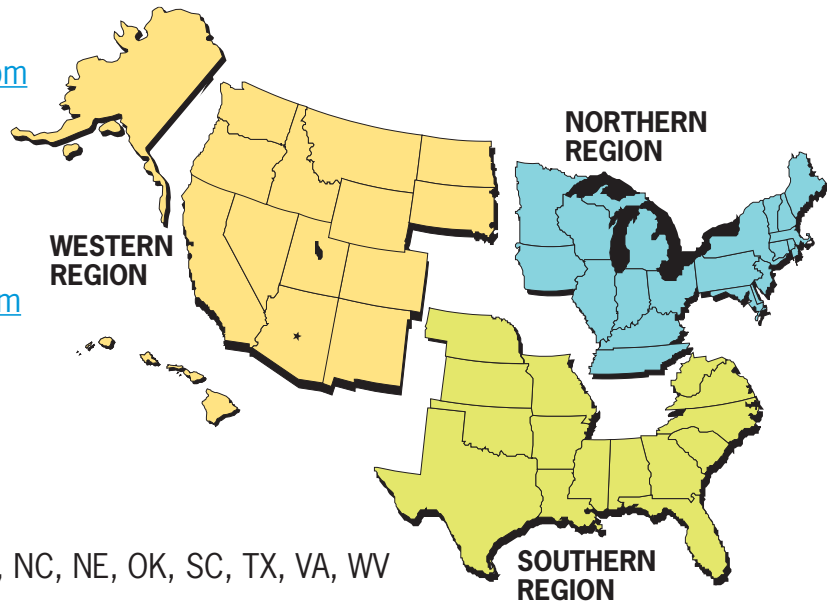 om
NORTHERN
REGION
WESTERN
REGION
m
, NC, NE, OK, SC, TX, VA, WV
SOUTHERN
REGION